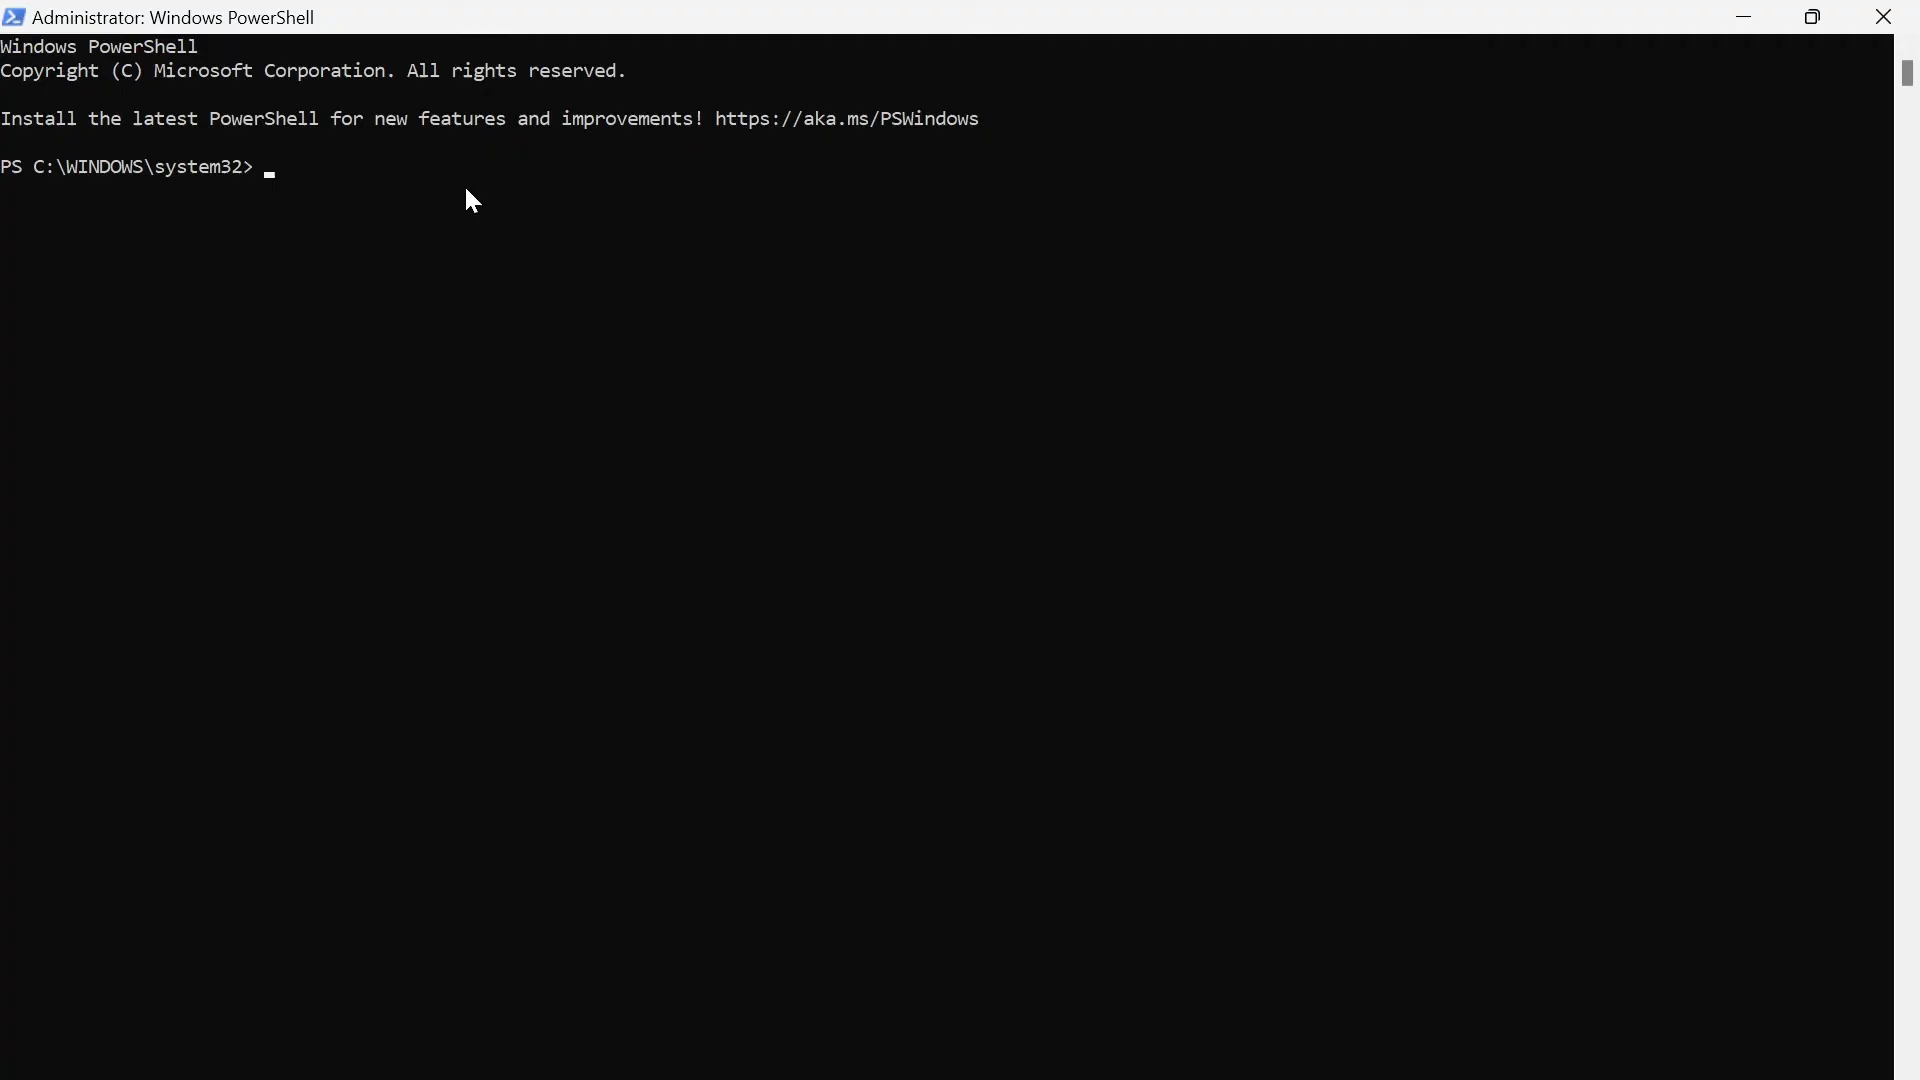 Administrator: Windows PowerShell
Windows PowerShell
Copyright (C) Microsoft Corporation. All rights reserved.
Install the latest PowerShell for new features and improvements! https://aka.ms/PSWindows
PS C:\WINDOWS\system32>